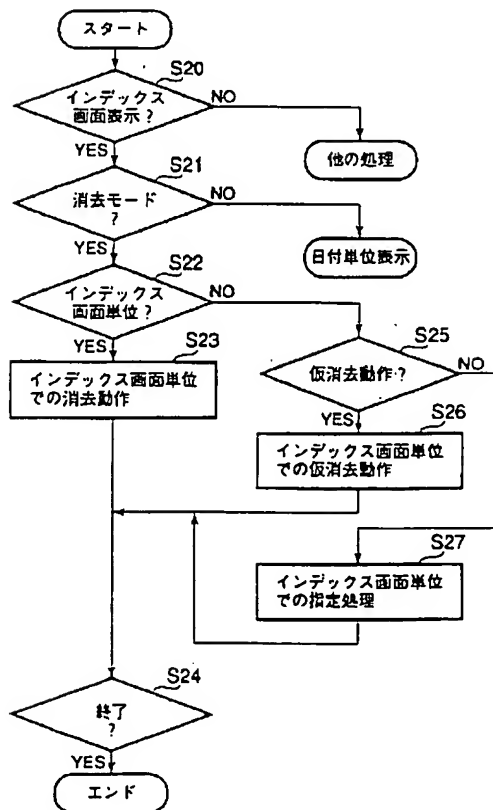 スタート
S20
インデックス
画面表示?
NO
YES
他の処理
S21
消去モード
?
NO
YES
日付単位表示
S22
インデックス
画面単位?
NO
YES
S23
インデックス画面単位
での消去動作
S25
仮消去動作?
NO
YES
S26
インデックス画面単位
での仮消去動作
S27
インデックス画面単位
での指定処理
S24
終了
?
YES
エンド